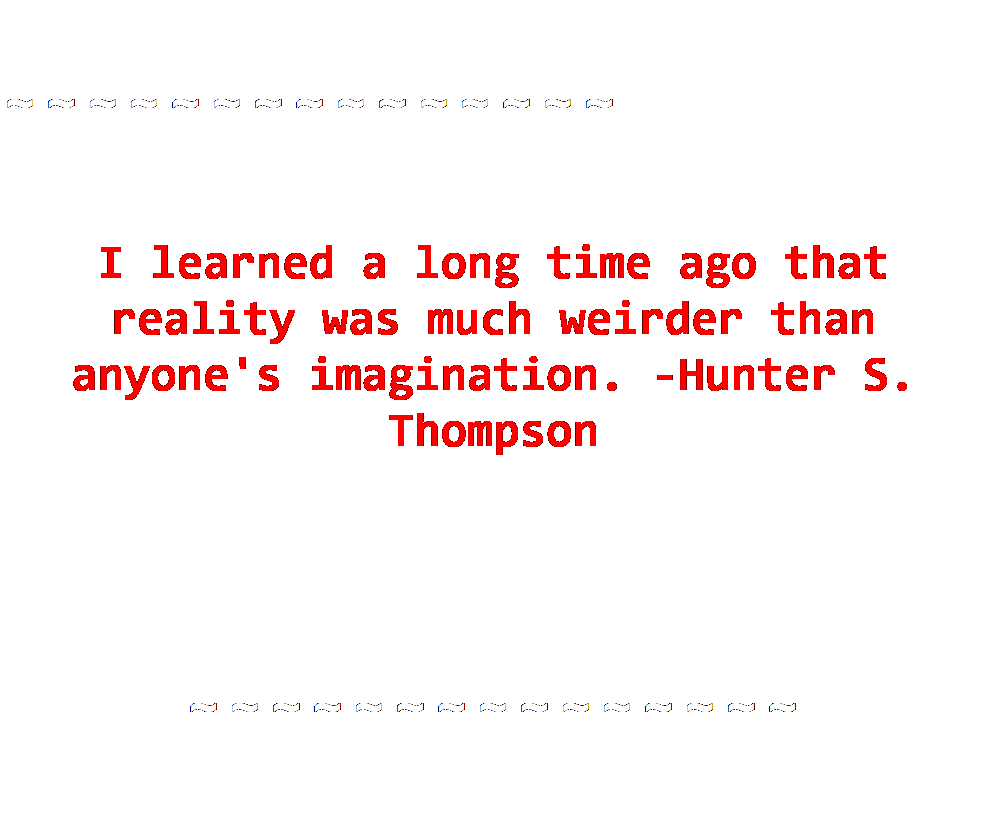 I learned a long time ago that
reality was much weirder than
anyone's imagination. -Hunter S.
Thompson